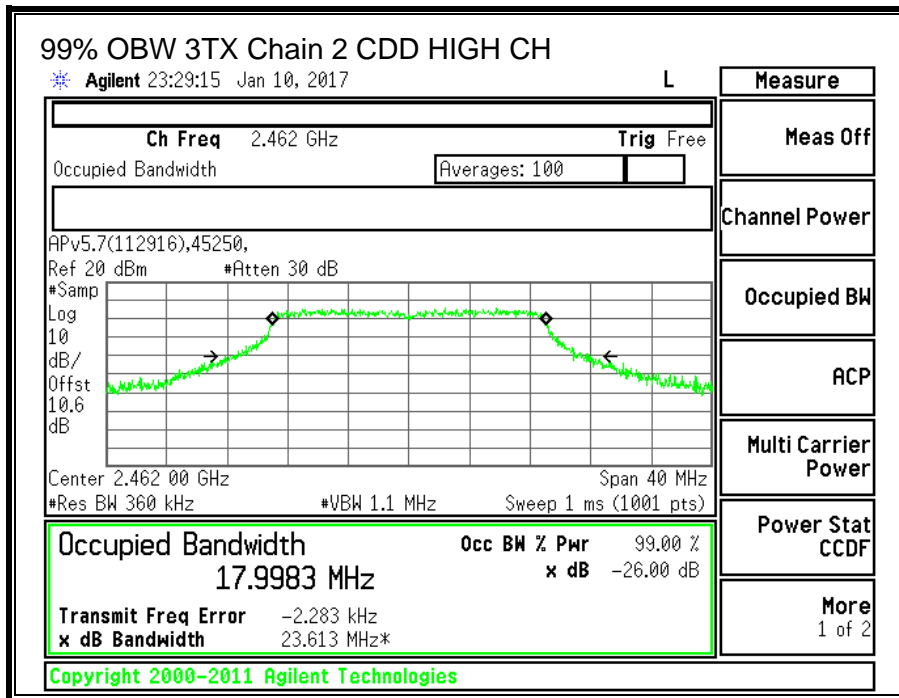 99% OBW 3TX Chain 2 CDD HIGH CH
Agilent 23:29:15 Jan 10, 2017 L
Measure
Ch Freq 2.462 GHz Trig Free
Meas Off
Occupied Bandwidth Averages: 100
Channel Power
APv5.7(112916),45250,
Ref 20 dBm #Atten 30 dB
#Samp
Log
10
dB/
Offst
10.6
dB
Occupied BW
ACP
Center 2.462 00 GHz Span 40 MHz
#Res BW 360 kHz #VBW 1.1 MHz Sweep 1 ms (1001 pts)
Multi Carrier
Power
Occupied Bandwidth Occ BW % Pwr 99.00 %
17.9983 MHz x dB -26.00 dB
Power Stat
CCDF
Transmit Freq Error -2.283 kHz
x dB Bandwidth 23.613 MHz*
More
1 of 2
Copyright 2000-2011 Agilent Technologies